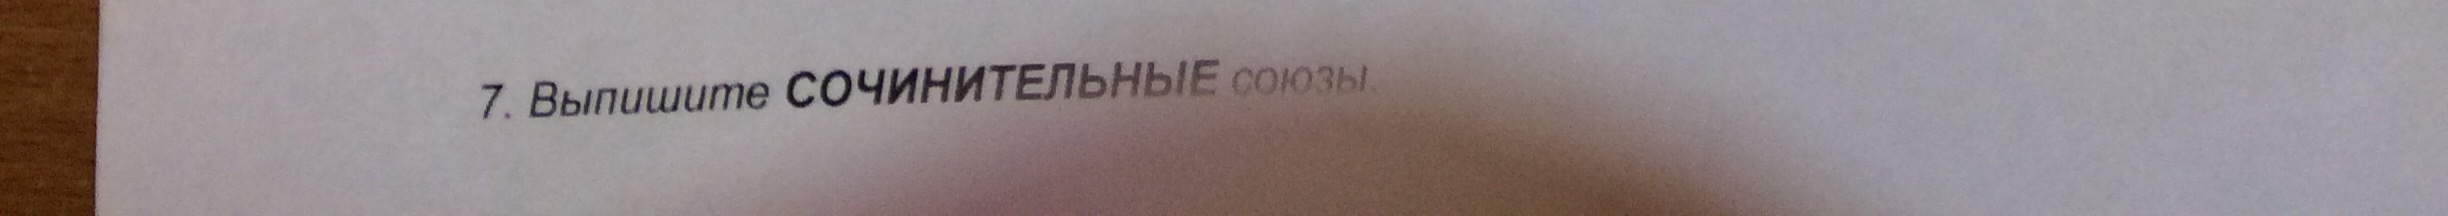 7. Выпишите СОЧИНИТЕЛЬНЫЕ союзы.